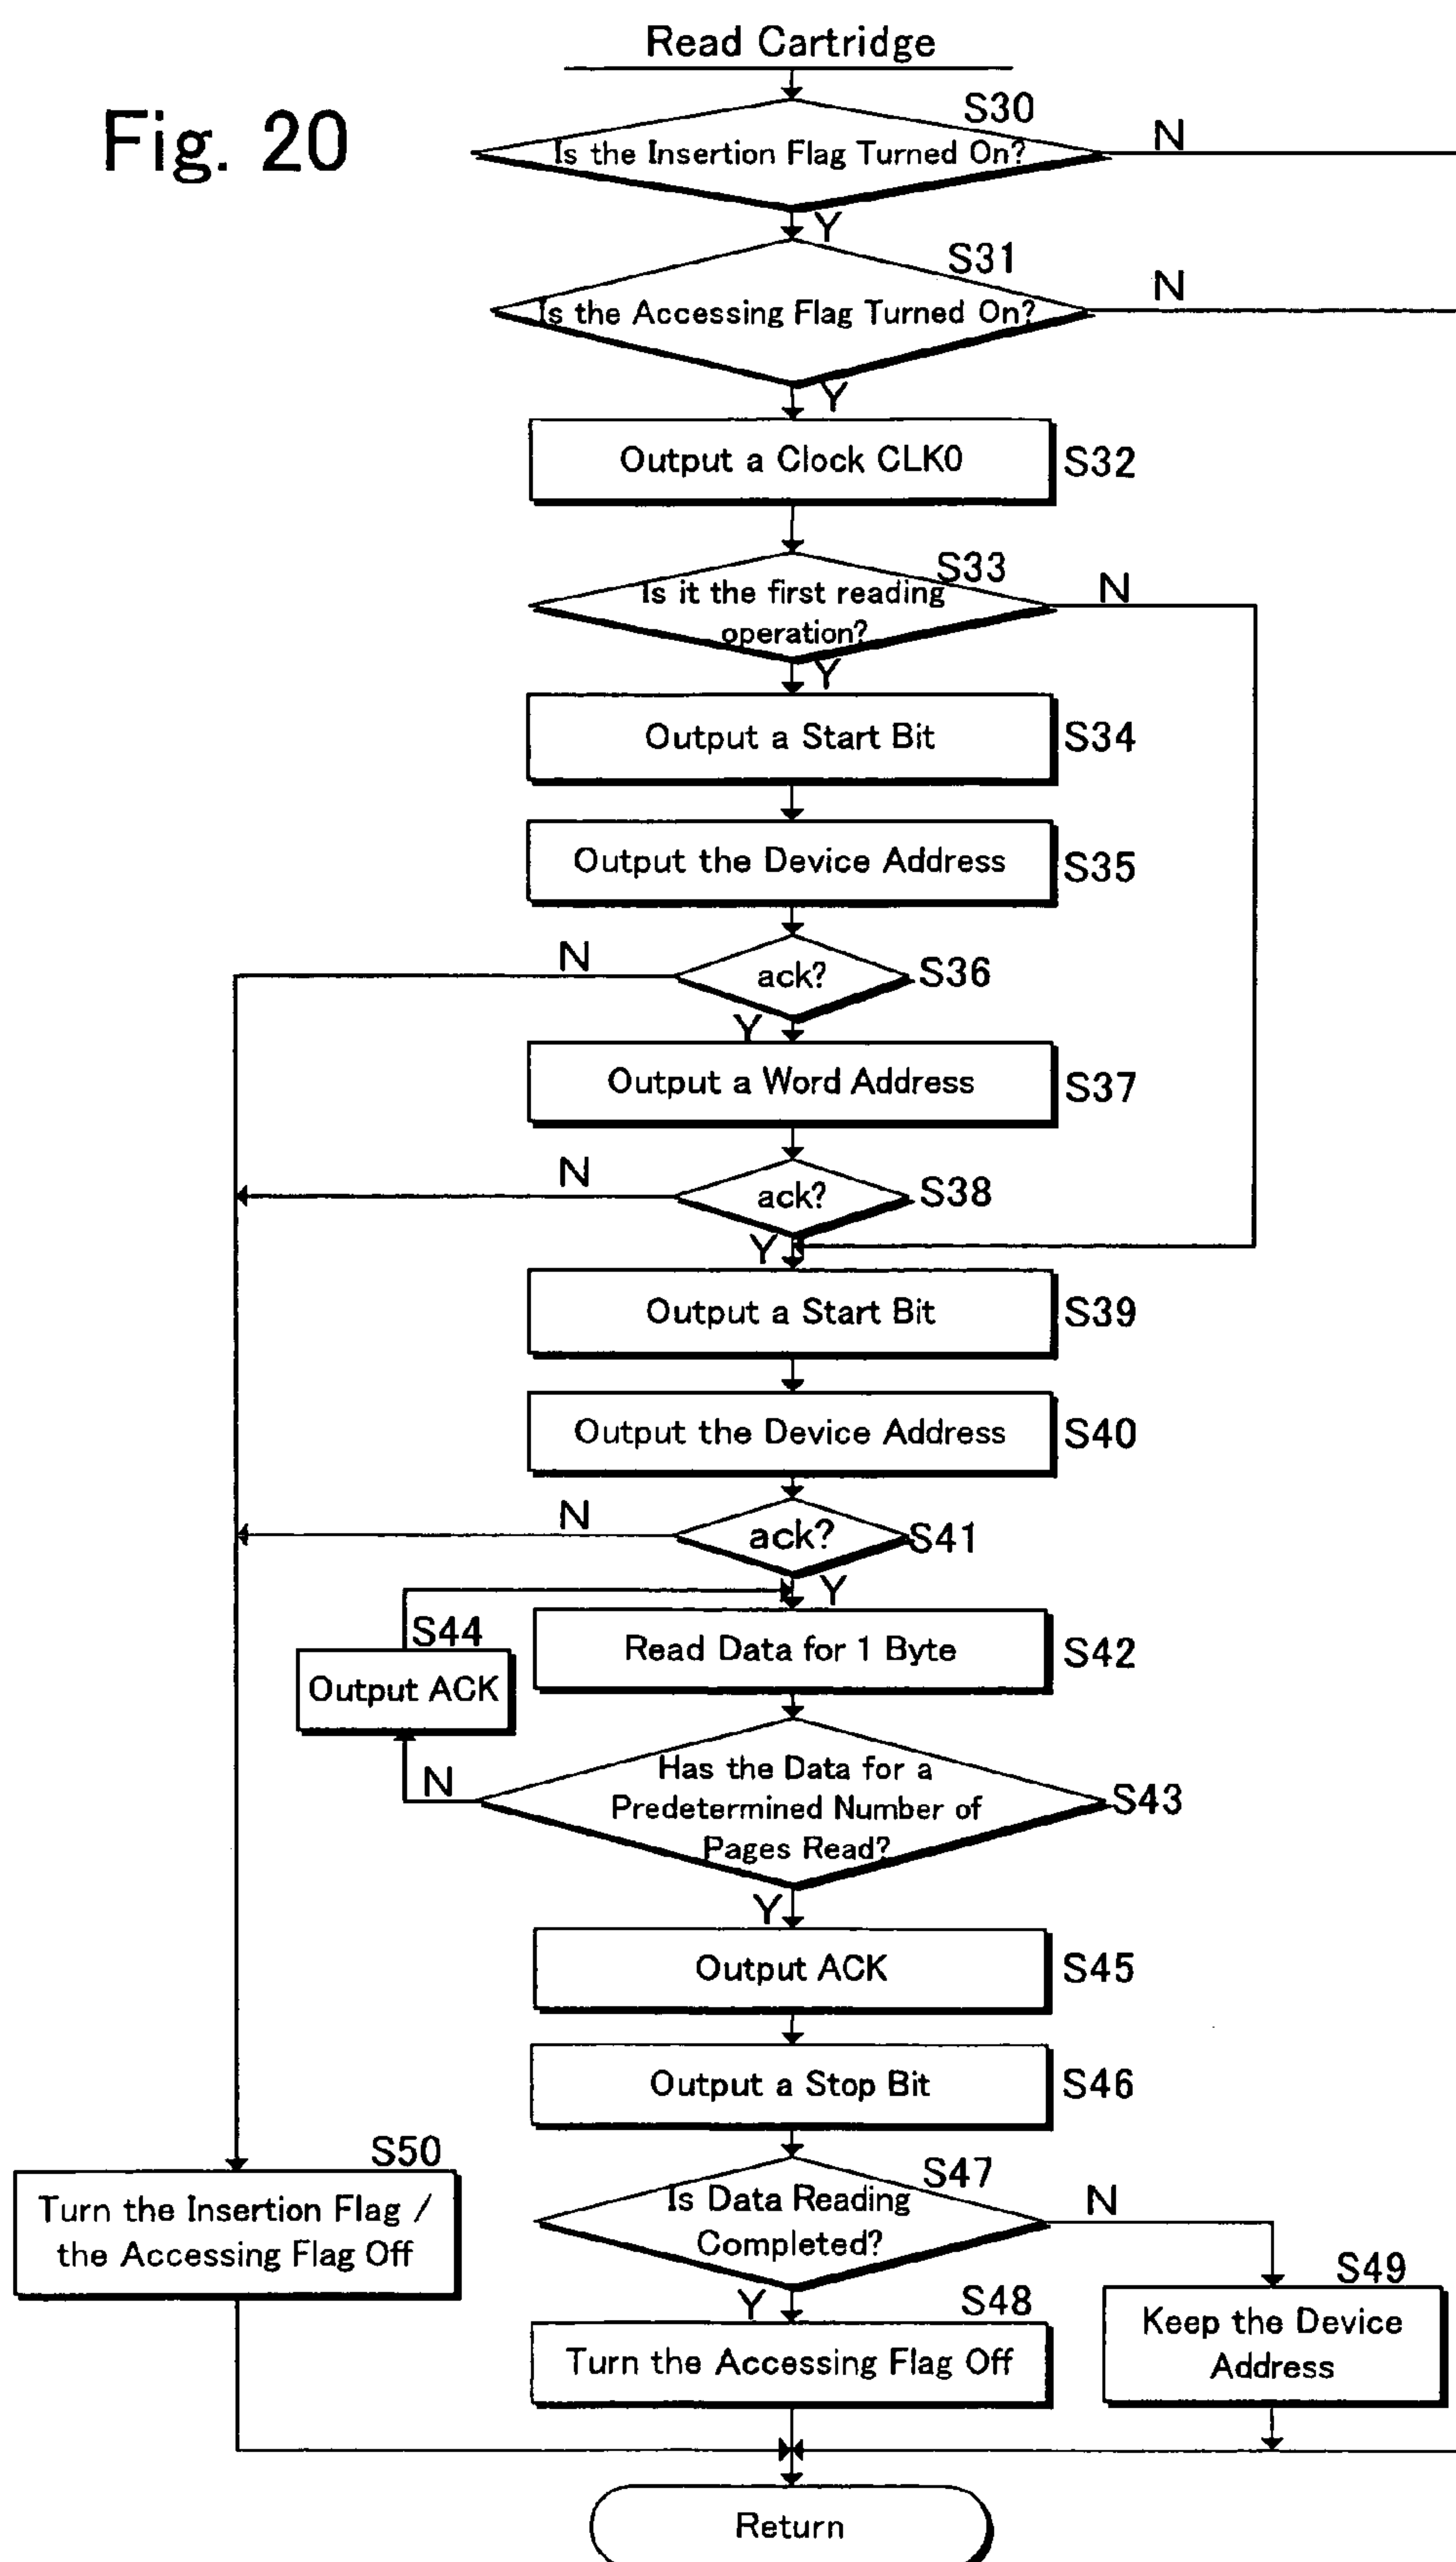 Read Cartridge
Fig. 20
S30
Is the Insertion Flag Turned On?
N
Y
S31
Is the Accessing Flag Turned On?
N
Y
Output a Clock CLK0
S32
S33
Is it the first reading
operation?
N
Y
Output a Start Bit
S34
Output the Device Address
S35
N
ack?
S36
Y
Output a Word Address
S37
N
ack?
S38
Y
Output a Start Bit
S39
Output the Device Address
S40
N
ack?
S41
Y
S44
Output ACK
Read Data for 1 Byte
S42
N
Has the Data for a
Predetermined Number of
Pages Read?
S43
Y
Output ACK
S45
Output a Stop Bit
S46
S50
Turn the Insertion Flag /
the Accessing Flag Off
S47
Is Data Reading
Completed?
N
Y
S48
Turn the Accessing Flag Off
S49
Keep the Device
Address
Return